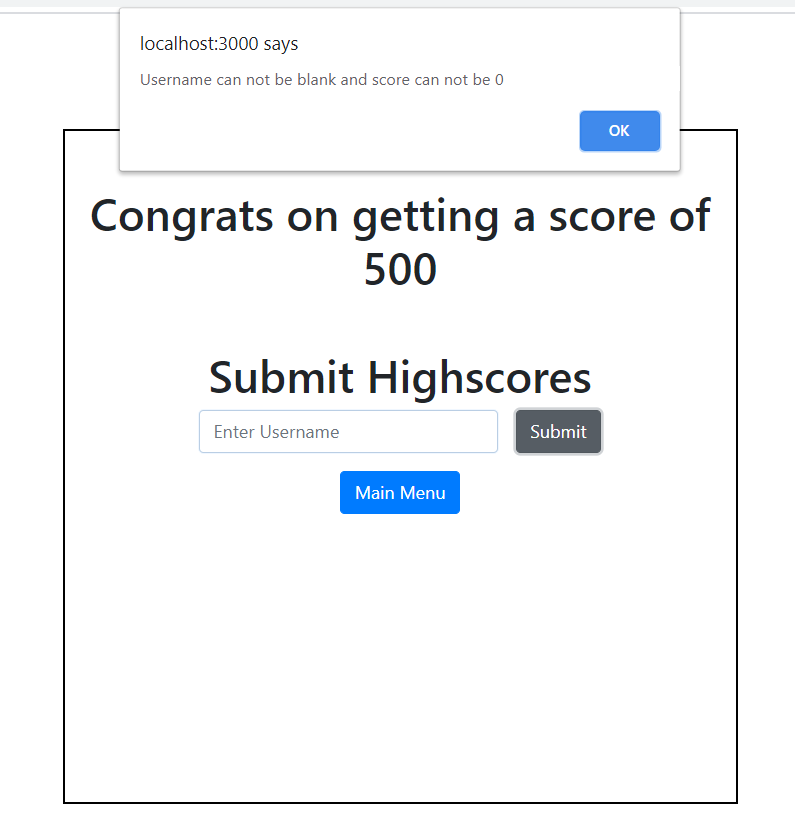 localhost:3000 says
Username can not be blank and score can not be 0
OK
Congrats on getting a score of
500
Submit Highscores
Enter Username
Submit
Main Menu